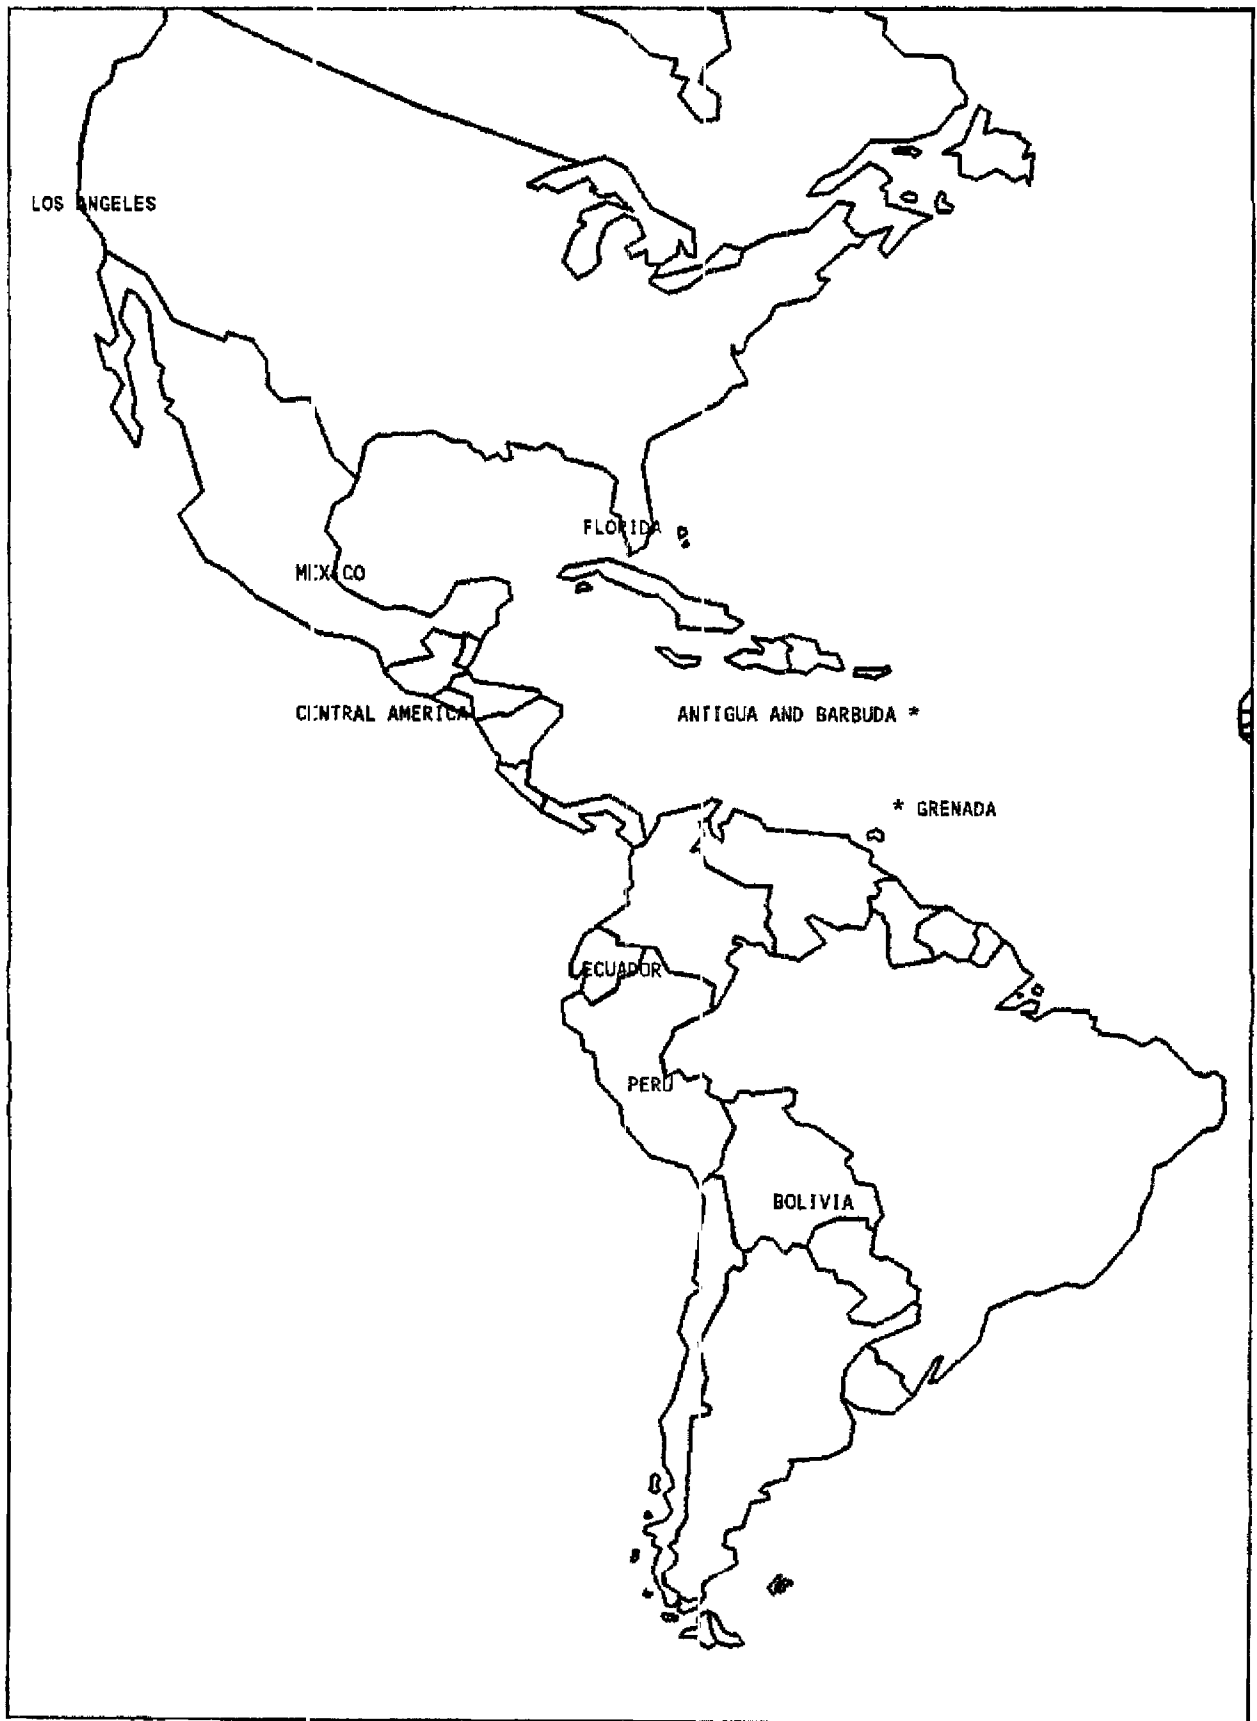 LOS ANGELES
FLORIDA
MEXICO
CENTRAL AMERICA
ANTIGUA AND BARBUDA *
* GRENADA
ECUADOR
PERU
BOLIVIA